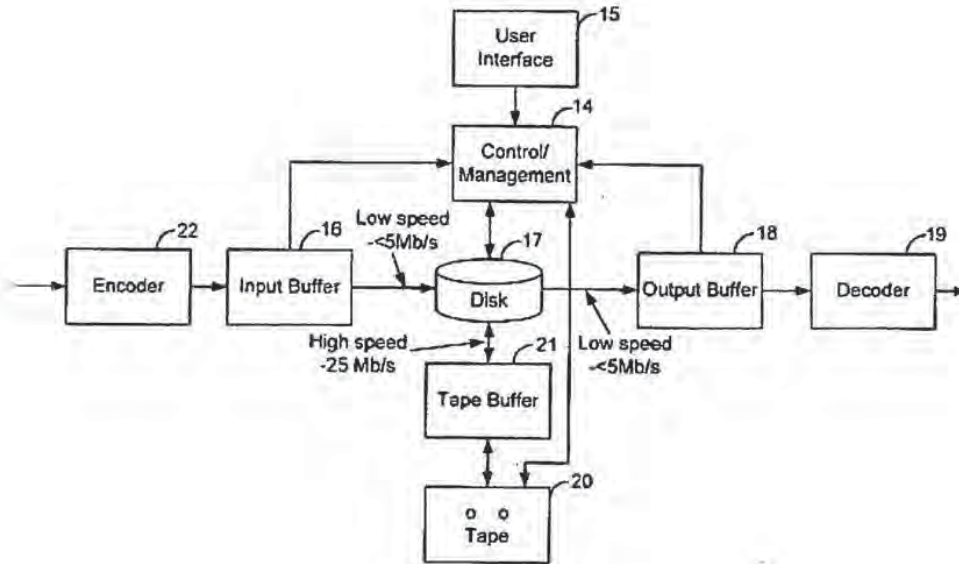 15
User
Interface
14
Control/
Management
Low speed
-<5Mb/s
22
16
17
18
19
Encoder
Input Buffer
Disk
Output Buffer
Decoder
High speed
-25 Mb/s
21
Low speed
-<5Mb/s
Tape Buffer
20
Tape